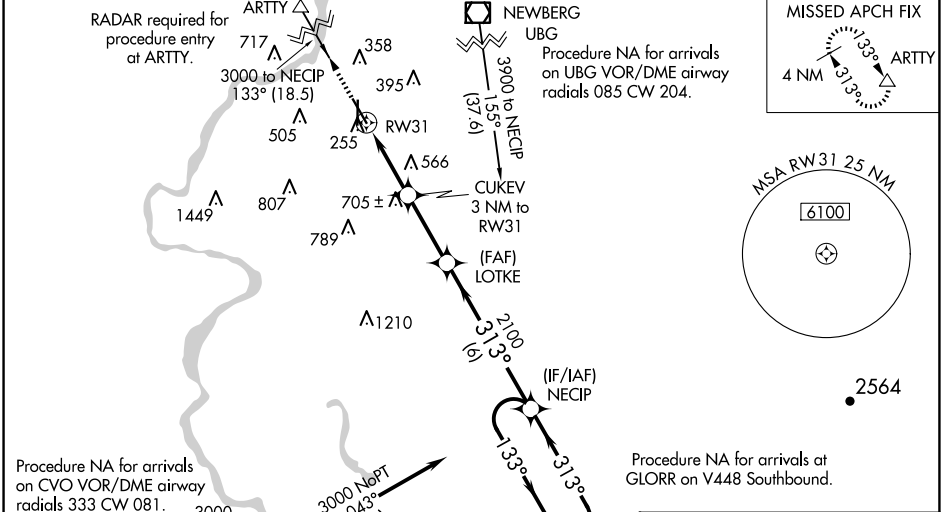 ARTTY
RADAR required for
procedure entry
at ARTTY.
717
3000 to NECIP
133° (18.5)
358
395
505
255
RW31
NEWBERG
UBG
3900 to NECIP
155°
(37.6)
Procedure NA for arrivals
on UBG VOR/DME airway
radials 085 CW 204.
MISSED APCH FIX
133°
ARTTY
4 NM
313°
566
CUKEV
3 NM to
RW31
705 ±
1449
807
789
MSA RW 31 25 NM
6100
(FAF)
LOTKE
1210
2100
313°
(6)
(IF/IAF)
NECIP
2564
133°
313°
Procedure NA for arrivals at
GLORR on V448 Southbound.
Procedure NA for arrivals
on CVO VOR/DME airway
radials 333 CW 081.
3000
3000 NoPT
043°